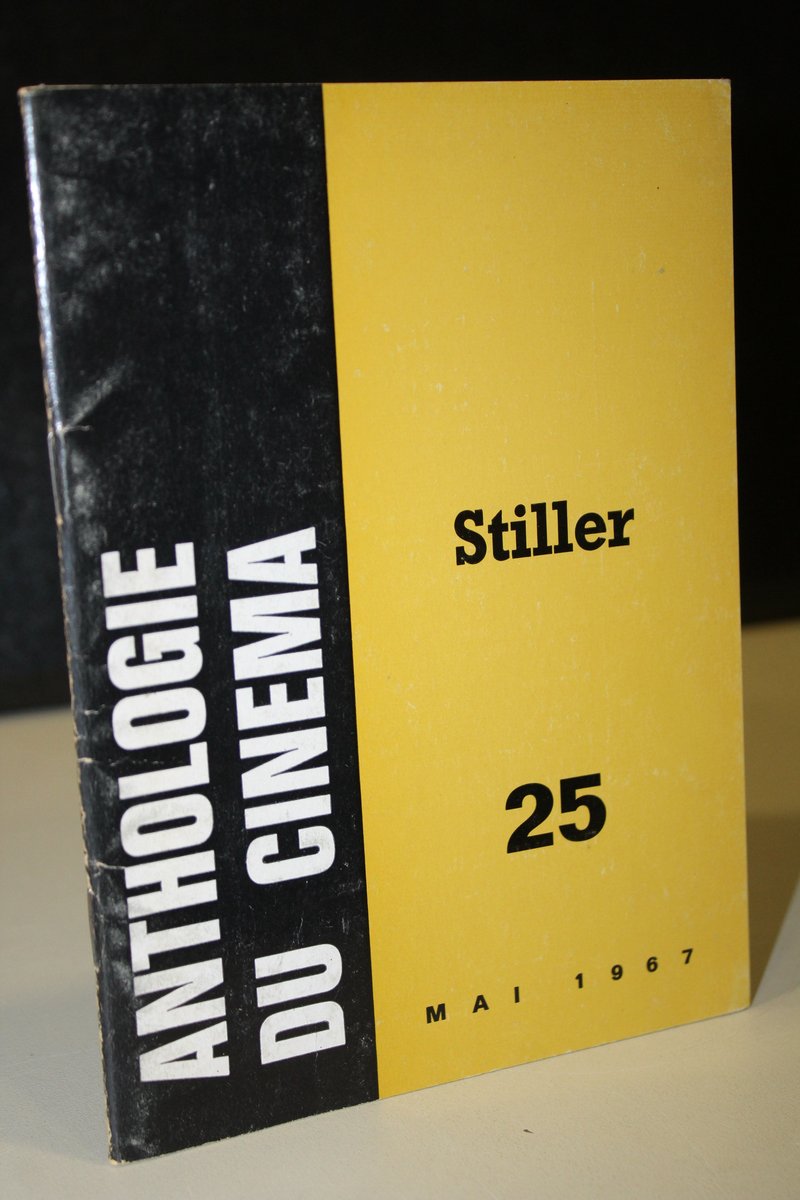 ANTHOLOGIE
DU CINEMA
Stiller
25
MAI 1967